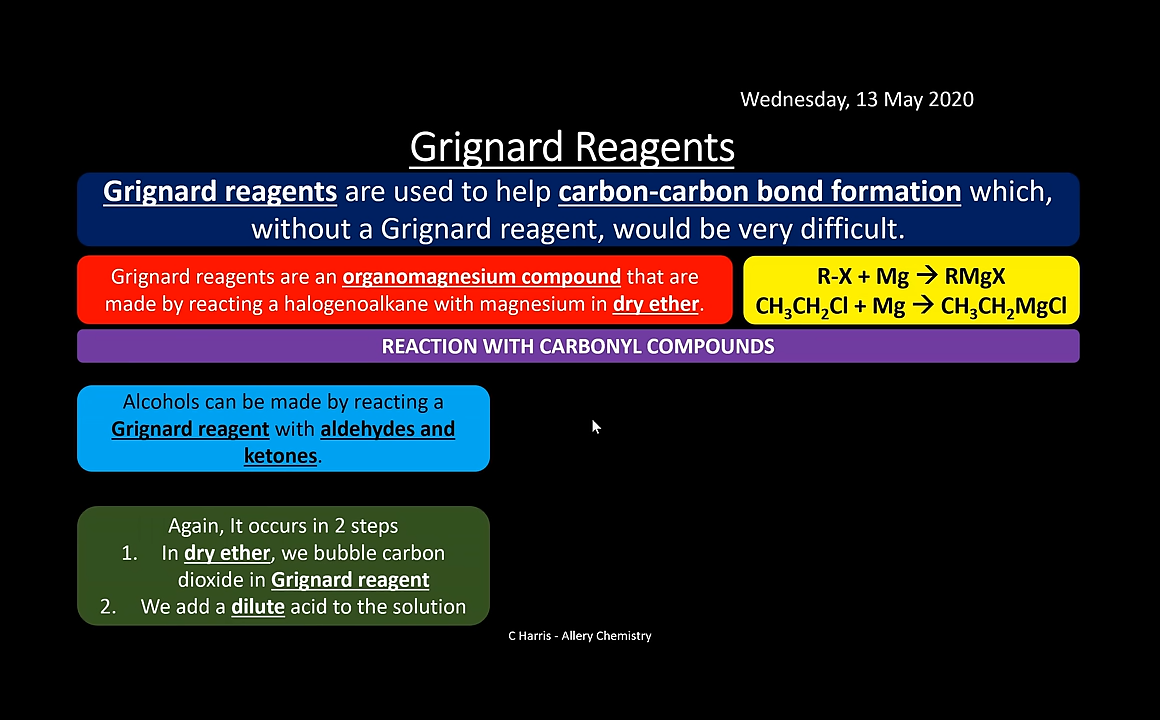 Wednesday, 13 May 2020
Grignard Reagents
Grignard reagents are used to help carbon-carbon bond formation which,
without a Grignard reagent, would be very difficult.
Grignard reagents are an organomagnesium compound that are
made by reacting a halogenoalkane with magnesium in dry ether.
R-X + Mg → RMgX
CH₃CH₂Cl + Mg → CH₃CH₂MgCl
REACTION WITH CARBONYL COMPOUNDS
Alcohols can be made by reacting a
Grignard reagent with aldehydes and
ketones.
Again, It occurs in 2 steps
1. In dry ether, we bubble carbon
dioxide in Grignard reagent
2. We add a dilute acid to the solution
C Harris - Allery Chemistry